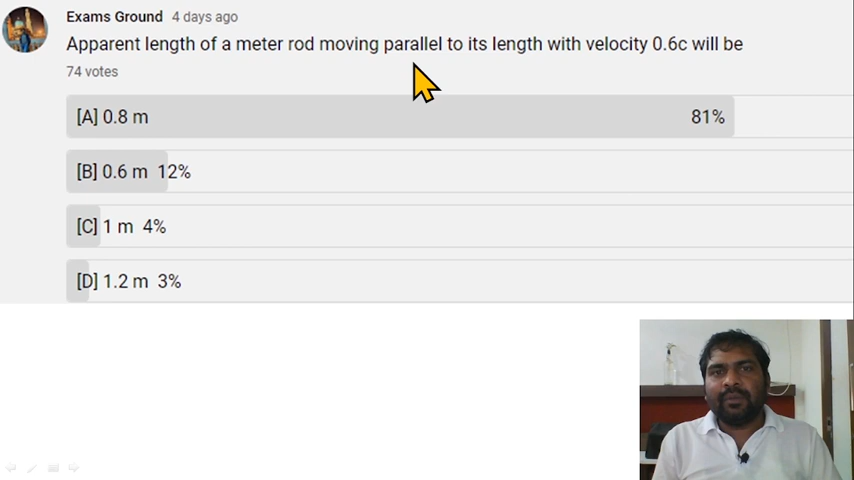 Exams Ground 4 days ago
Apparent length of a meter rod moving parallel to its length with velocity 0.6c will be
74 votes
[A] 0.8 m 81%
[B] 0.6 m 12%
[C] 1 m 4%
[D] 1.2 m 3%